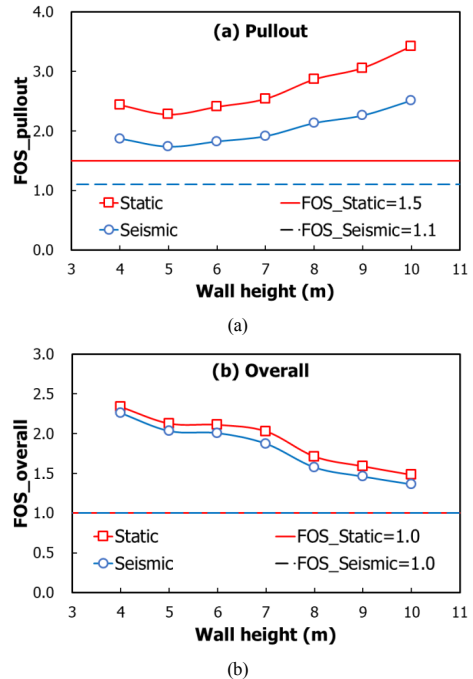 (a) Pullout
4.0
3.0
2.0
1.0
0.0
FOS_pullout
Static
FOS_Static=1.5
Seismic
FOS_Seismic=1.1
3 4 5 6 7 8 9 10 11
Wall height (m)
(a)
(b) Overall
3.0
2.5
2.0
1.5
1.0
0.5
0.0
FOS_overall
Static
FOS_Static=1.0
Seismic
FOS_Seismic=1.0
3 4 5 6 7 8 9 10 11
Wall height (m)
(b)